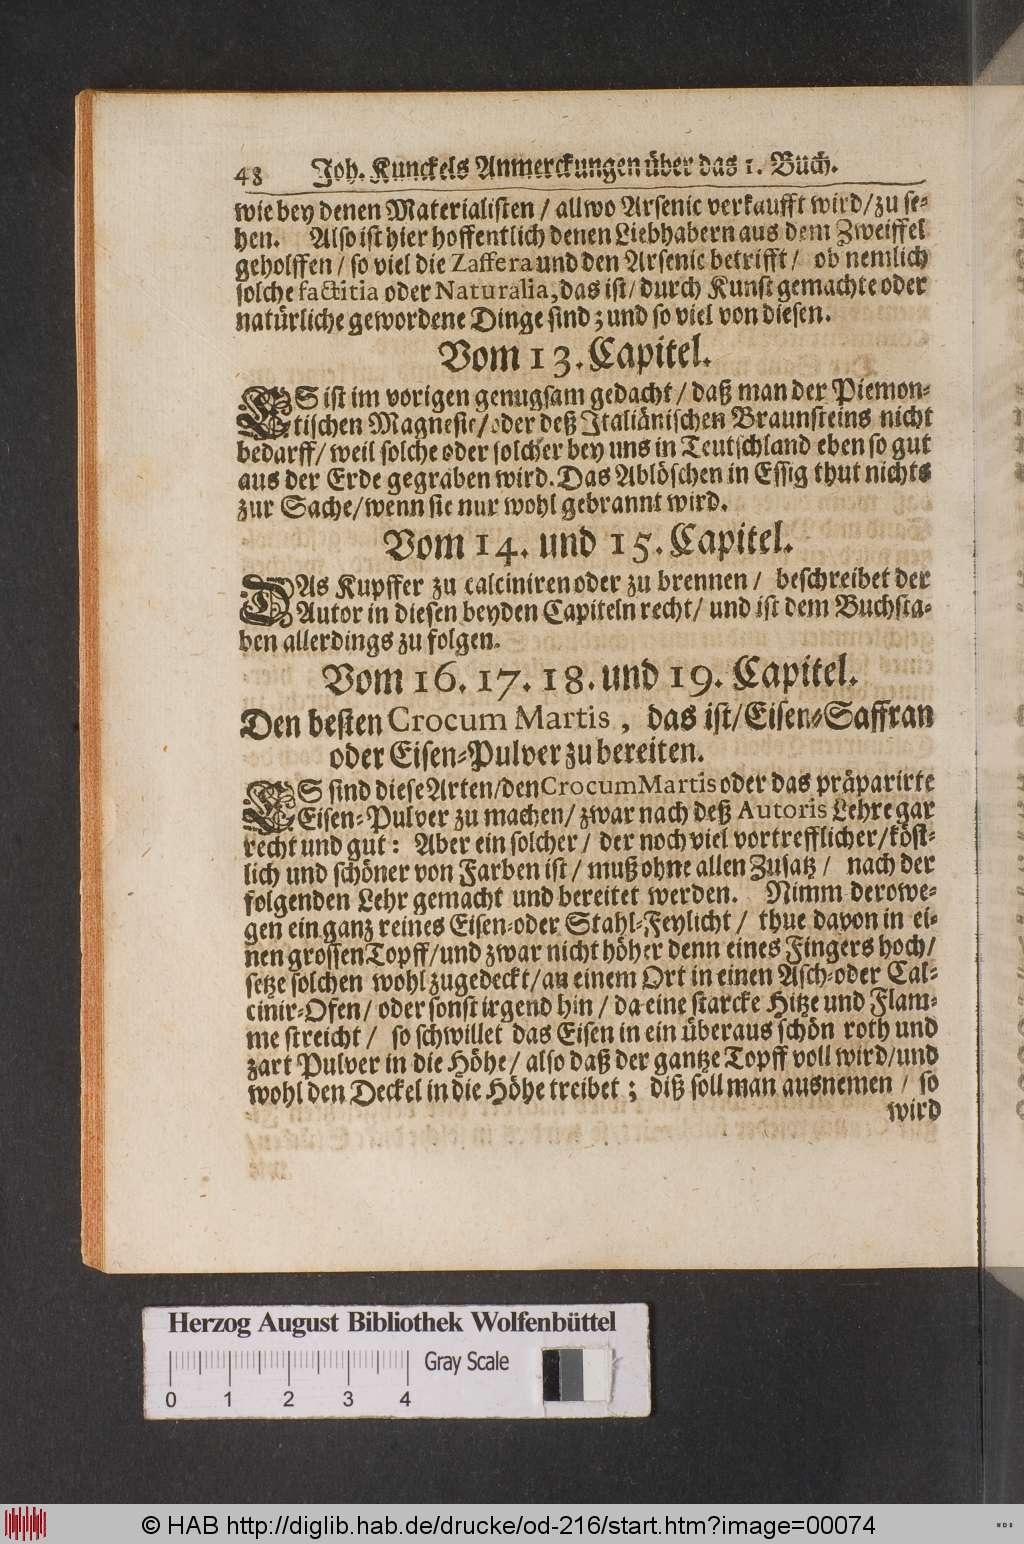 48 Joh. Kunckels Anmerckungen über das 1. Buch.
wie bey denen Materialisten / allwo Arsenic verkaufft wird / zu se-
hen. Also ist hier hoffentlich denen Liebhabern aus dem Zweiffel
geholffen / so viel die Zaffera und den Arsenic betrifft / ob nemlich
solche factitia oder Naturalia, das ist / durch Kunst gemachte oder
natürliche gewordene Dinge sind; und so viel von diesen.
Vom 13. Capitel.
ES ist im vorigen genugsam gedacht / daß man der Piemon-
tischen Magnesie / oder deß Italiänischen Braunsteins nicht
bedarff / weil solche oder solcher bey uns in Teutschland eben so gut
aus der Erde gegraben wird. Das Ablöschen in Essig thut nichts
zur Sache / wenn sie nur wohl gebrannt wird.
Vom 14. und 15. Capitel.
DAs Kupffer zu calciniren oder zu brennen / beschreibet der
Autor in diesen beyden Capiteln recht / und ist dem Buchsta-
ben allerdings zu folgen.
Vom 16. 17. 18. und 19. Capitel.
Den besten Crocum Martis, das ist / Eisen-Saffran
oder Eisen-Pulver zu bereiten.
ES sind diese Arten / den Crocum Martis oder das präparirte
Eisen-Pulver zu machen / zwar nach deß Autoris Lehre gar
recht und gut: Aber ein solcher / der noch viel vortrefflicher / köst-
lich und schöner von Farben ist / muß ohne allen Zusatz / nach der
folgenden Lehr gemacht und bereitet werden. Nimm derowe-
gen ein ganz reines Eisen- oder Stahl-Feylicht / thue davon in ei-
nen grossen Topff / und zwar nicht höher denn eines Fingers hoch /
setze solchen wohl zugedeckt / an einem Ort in einen Asch- oder Cal-
cinir-Ofen / oder sonst irgend hin / da eine starcke Hitze und Flam-
me streicht / so schwillet das Eisen in ein überaus schön roth und
zart Pulver in die Höhe / also daß der gantze Topff voll wird / und
wohl den Deckel in die Höhe treibet; diß soll man ausnemen / so
wird
Herzog August Bibliothek Wolfenbüttel
Gray Scale
0 1 2 3 4
© HAB http://diglib.hab.de/drucke/od-216/start.htm?image=00074